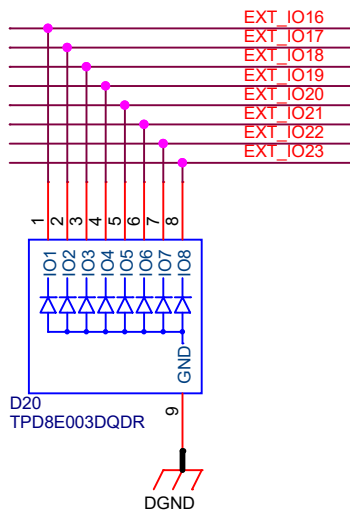 EXT_IO16
EXT_IO17
EXT_IO18
EXT_IO19
EXT_IO20
EXT_IO21
EXT_IO22
EXT_IO23
1 2 3 4 5 6 7 8
IO1 IO2 IO3 IO4 IO5 IO6 IO7 IO8
GND
D20
TPD8E003DQDR
9
DGND